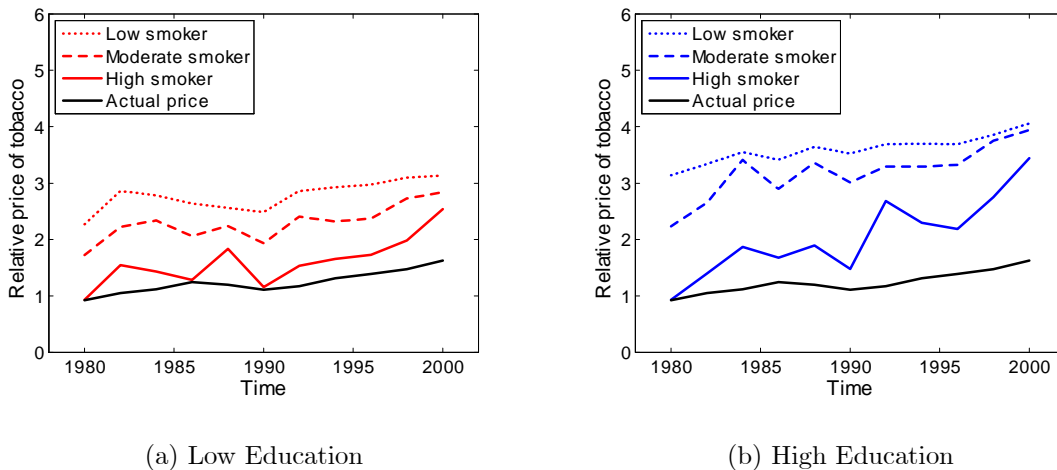 6
5
4
3
2
1
0
Relative price of tobacco
Low smoker
Moderate smoker
High smoker
Actual price
1980 1985 1990 1995 2000
Time
(a) Low Education
6
5
4
3
2
1
0
Relative price of tobacco
Low smoker
Moderate smoker
High smoker
Actual price
1980 1985 1990 1995 2000
Time
(b) High Education